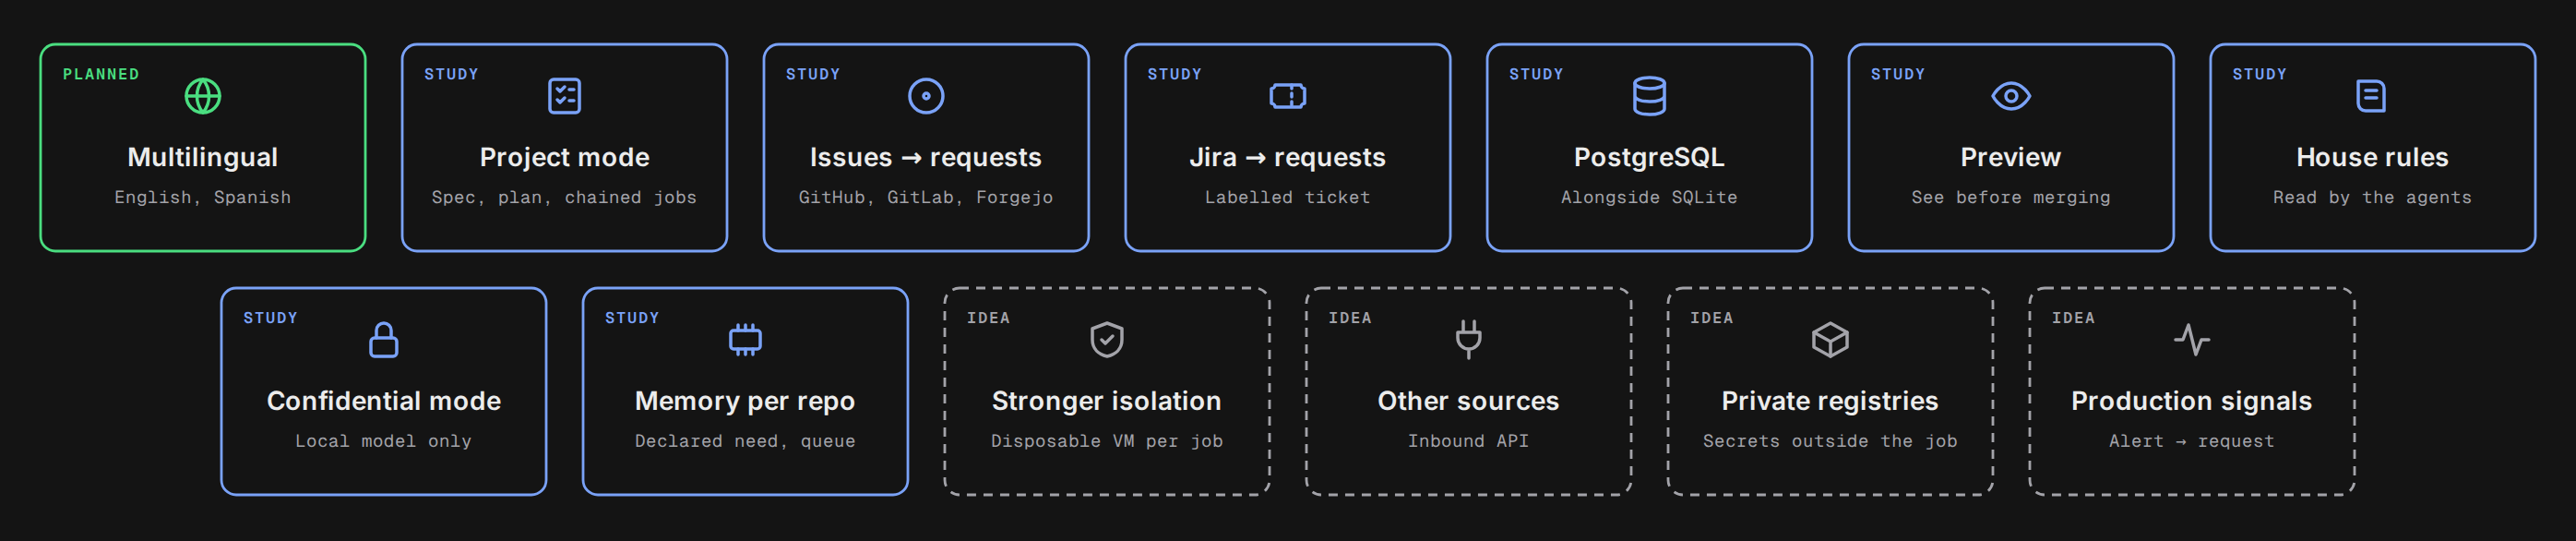 PLANNED
Multilingual
English, Spanish
STUDY
Project mode
Spec, plan, chained jobs
STUDY
Issues → requests
GitHub, GitLab, Forgejo
STUDY
Jira → requests
Labelled ticket
STUDY
PostgreSQL
Alongside SQLite
STUDY
Preview
See before merging
STUDY
House rules
Read by the agents
STUDY
Confidential mode
Local model only
STUDY
Memory per repo
Declared need, queue
IDEA
Stronger isolation
Disposable VM per job
IDEA
Other sources
Inbound API
IDEA
Private registries
Secrets outside the job
IDEA
Production signals
Alert → request